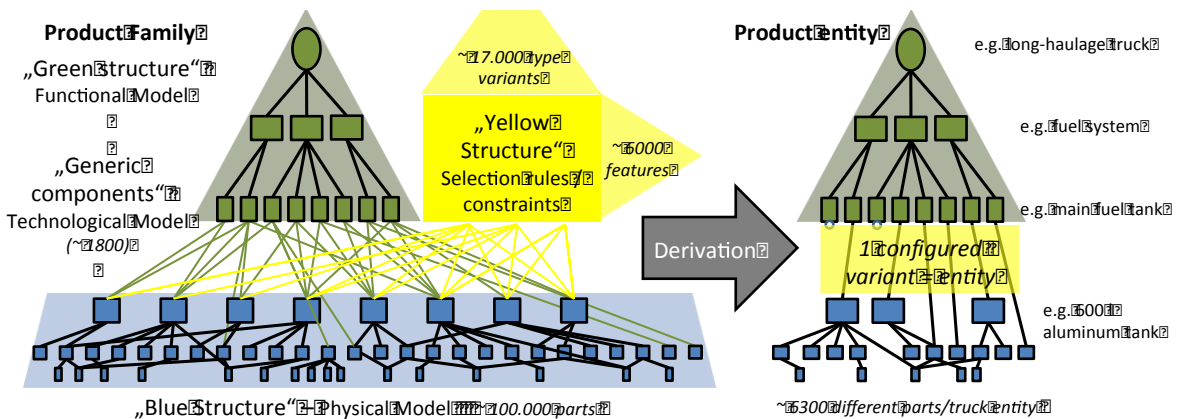 Product Family
„Green structure“
Functional Model
„Generic
components“
Technological Model
(~ 1800)
~ 17.000 type
variants
„Yellow
Structure“
Selection rules /
constraints
~ 6000
features
„Blue Structure“ – Physical Model ~ 100.000 parts
Derivation
Product entity
e.g. long-haulage truck
e.g. fuel system
e.g. main fuel tank
1 configured
variant = entity
e.g. 600 l
aluminum tank
~ 6300 different parts/truck entity